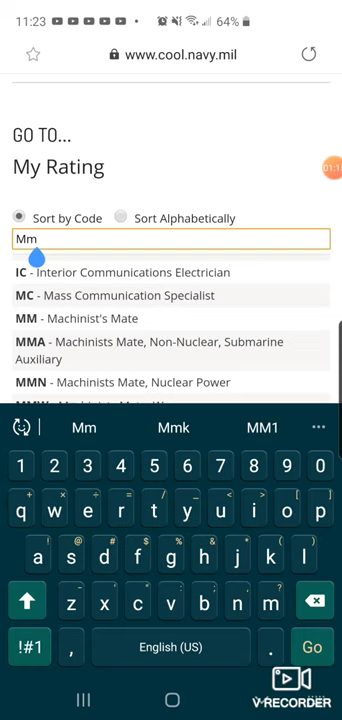 11:23
64%
www.cool.navy.mil
GO TO...
My Rating
01:1
Sort by Code Sort Alphabetically
Mm
IC - Interior Communications Electrician
MC - Mass Communication Specialist
MM - Machinist's Mate
MMA - Machinists Mate, Non-Nuclear, Submarine
Auxiliary
MMN - Machinists Mate, Nuclear Power
Mm Mmk MM1 ...
1 2 3 4 5 6 7 8 9 0
+ × ÷ = / _ < > [ ]
q w e r t y u i o p
! @ # $ % ^ & * ( )
a s d f g h j k l
- ' " : ; , ?
z x c v b n m
!#1 , English (US) . Go
V·RECORDER